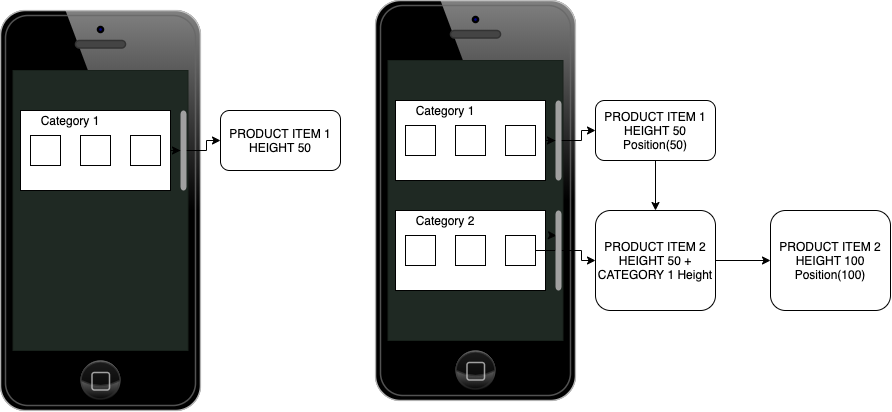 Category 1
PRODUCT ITEM 1
HEIGHT 50
Category 1
PRODUCT ITEM 1
HEIGHT 50
Position(50)
Category 2
PRODUCT ITEM 2
HEIGHT 50 +
CATEGORY 1 Height
PRODUCT ITEM 2
HEIGHT 100
Position(100)